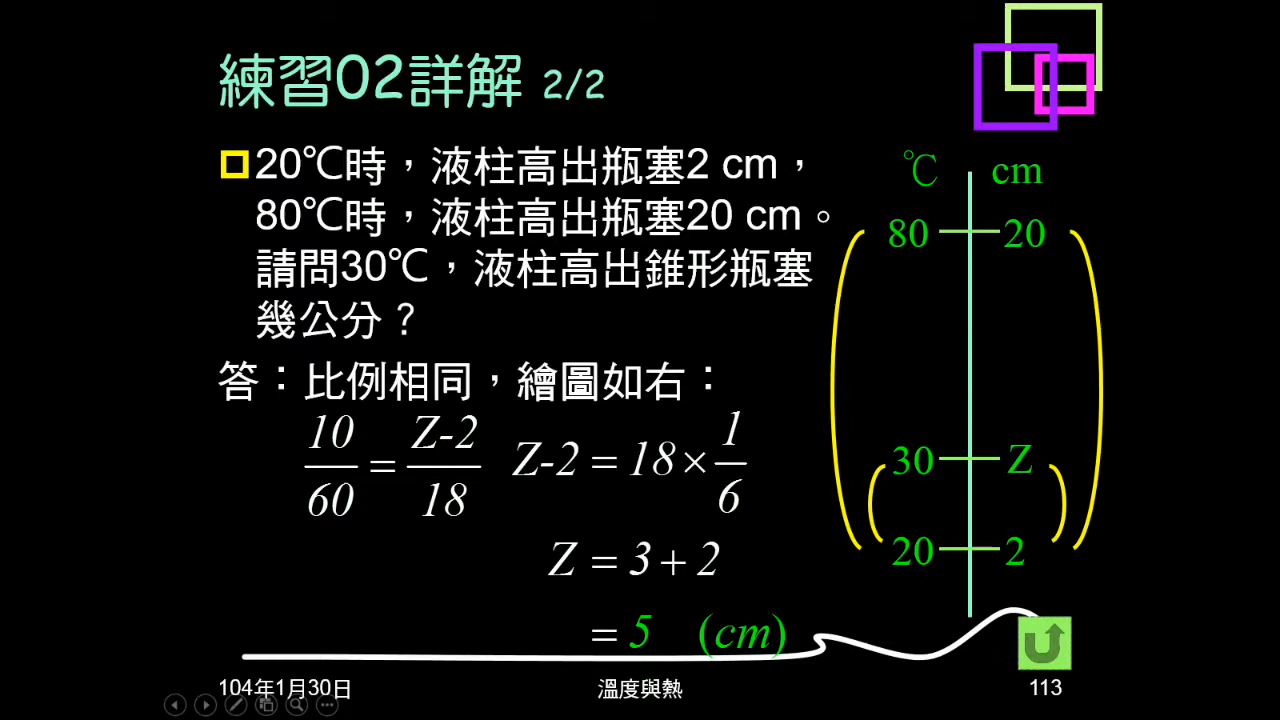 練習02詳解 2/2
20℃時，液柱高出瓶塞2 cm，
80℃時，液柱高出瓶塞20 cm。
請問30℃，液柱高出錐形瓶塞
幾公分？
答：比例相同，繪圖如右：
10/60 = Z-2/18 Z-2 = 18 × 1/6
Z = 3 + 2
= 5 (cm)
℃ cm
80 20
30 Z
20 2
104年1月30日 溫度與熱 113